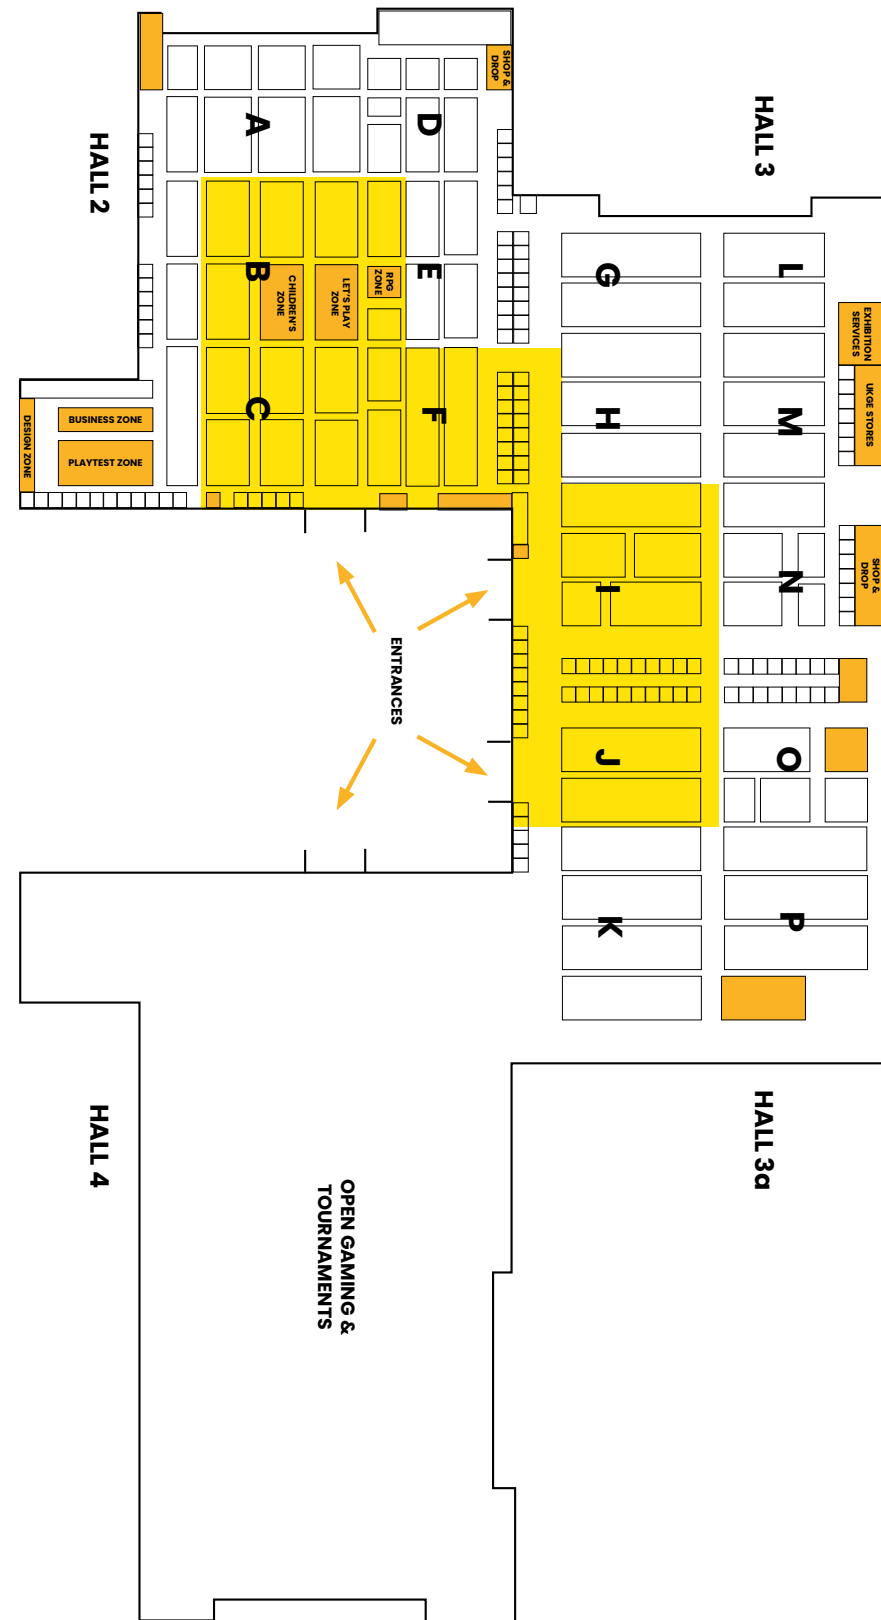 HALL 2
HALL 3
A
D
SHOP &
DROP
B
CHILDREN'S
ZONE
LET'S PLAY
ZONE
RPG
ZONE
E
G
L
EXHIBITION
SERVICES
UKGE STORES
C
F
H
M
BUSINESS ZONE
PLAYTEST ZONE
DESIGN ZONE
I
N
SHOP &
DROP
ENTRANCES
J
O
K
P
HALL 4
HALL 3a
OPEN GAMING &
TOURNAMENTS